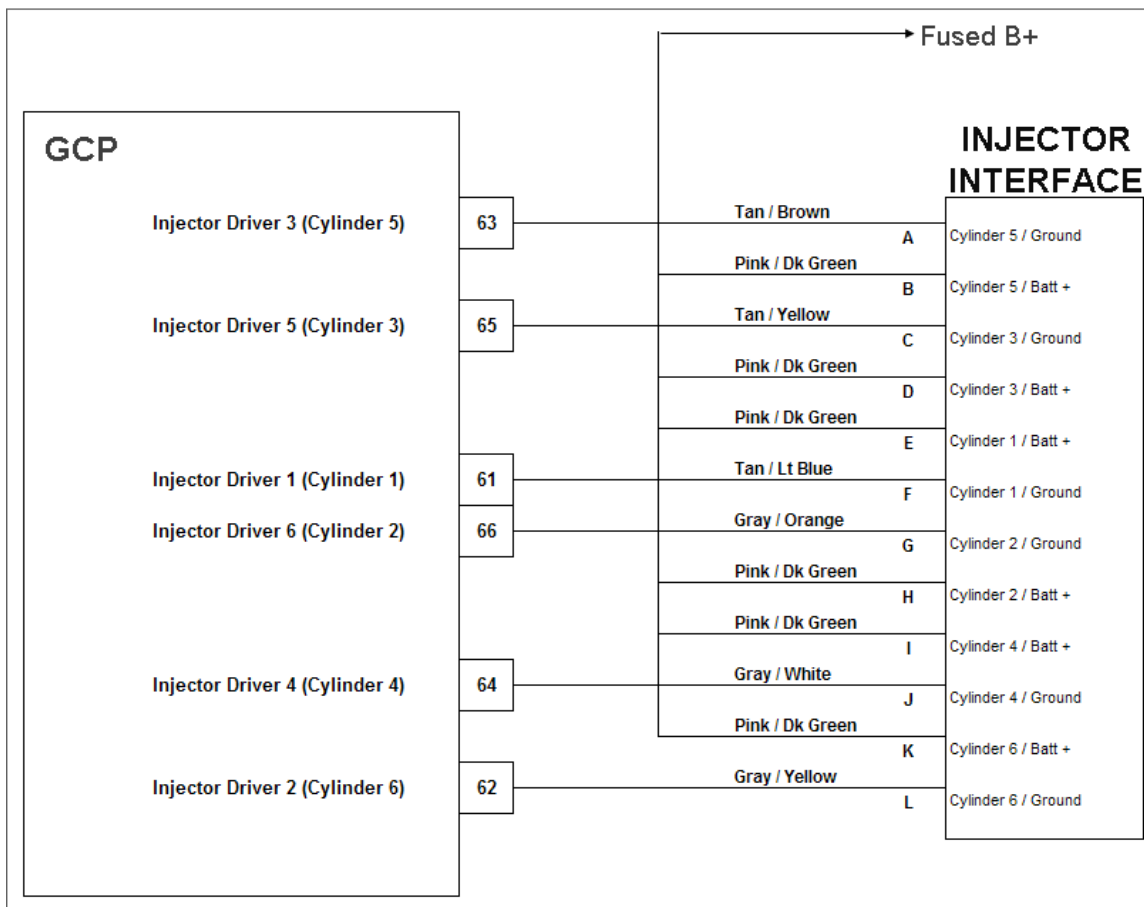 Fused B+
GCP
INJECTOR
INTERFACE
Injector Driver 3 (Cylinder 5)
63
Tan / Brown
A
Cylinder 5 / Ground
Pink / Dk Green
B
Cylinder 5 / Batt +
Injector Driver 5 (Cylinder 3)
65
Tan / Yellow
C
Cylinder 3 / Ground
Pink / Dk Green
D
Cylinder 3 / Batt +
Pink / Dk Green
E
Cylinder 1 / Batt +
Injector Driver 1 (Cylinder 1)
61
Tan / Lt Blue
F
Cylinder 1 / Ground
Injector Driver 6 (Cylinder 2)
66
Gray / Orange
G
Cylinder 2 / Ground
Pink / Dk Green
H
Cylinder 2 / Batt +
Pink / Dk Green
I
Cylinder 4 / Batt +
Injector Driver 4 (Cylinder 4)
64
Gray / White
J
Cylinder 4 / Ground
Pink / Dk Green
K
Cylinder 6 / Batt +
Injector Driver 2 (Cylinder 6)
62
Gray / Yellow
L
Cylinder 6 / Ground